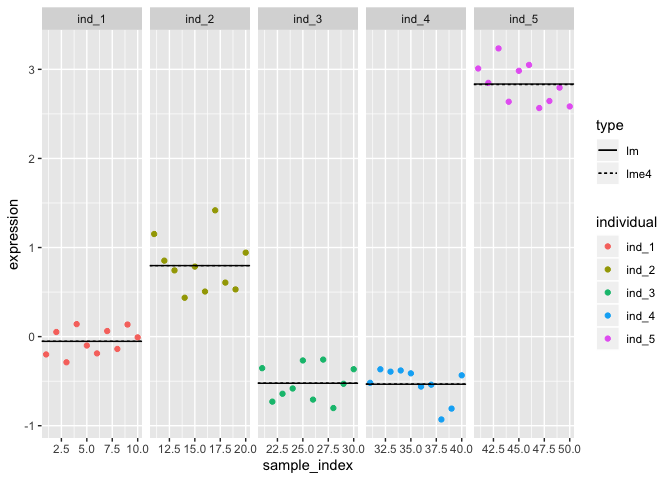 ind_1 ind_2 ind_3 ind_4 ind_5
3
2
1
0
-1
expression
2.5 5.0 7.5 10.0 12.5 15.0 17.5 20.0 22.5 25.0 27.5 30.0 32.5 35.0 37.5 40.0 42.5 45.0 47.5 50.0
sample_index
type
lm
lme4
individual
ind_1
ind_2
ind_3
ind_4
ind_5